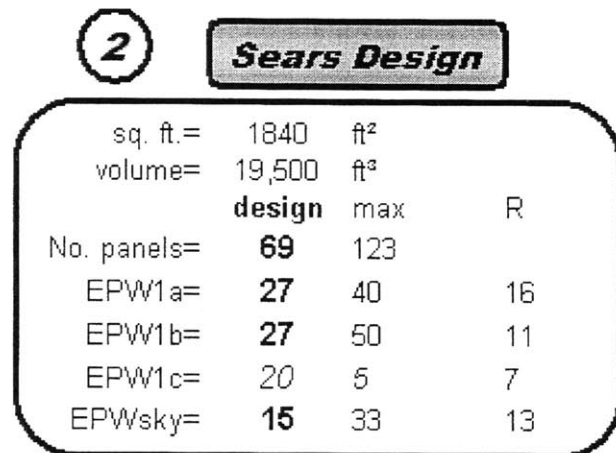 2 Sears Design
sq. ft.= 1840 ft²
volume= 19,500 ft³
design max R
No. panels= 69 123
EPW1a= 27 40 16
EPW1b= 27 50 11
EPW1c= 20 5 7
EPWsky= 15 33 13